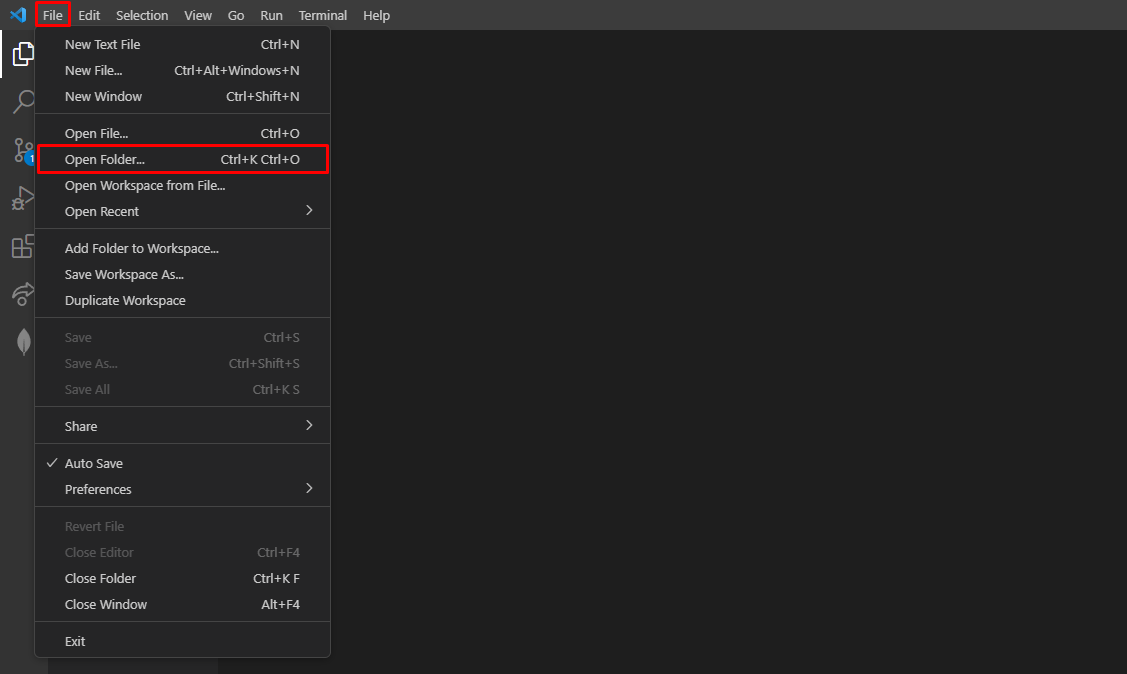 File Edit Selection View Go Run Terminal Help
New Text File Ctrl+N
New File... Ctrl+Alt+Windows+N
New Window Ctrl+Shift+N
Open File... Ctrl+O
Open Folder... Ctrl+K Ctrl+O
1
Open Workspace from File...
Open Recent
Add Folder to Workspace...
Save Workspace As...
Duplicate Workspace
Save Ctrl+S
Save As... Ctrl+Shift+S
Save All Ctrl+K S
Share
Auto Save
Preferences
Revert File
Close Editor Ctrl+F4
Close Folder Ctrl+K F
Close Window Alt+F4
Exit